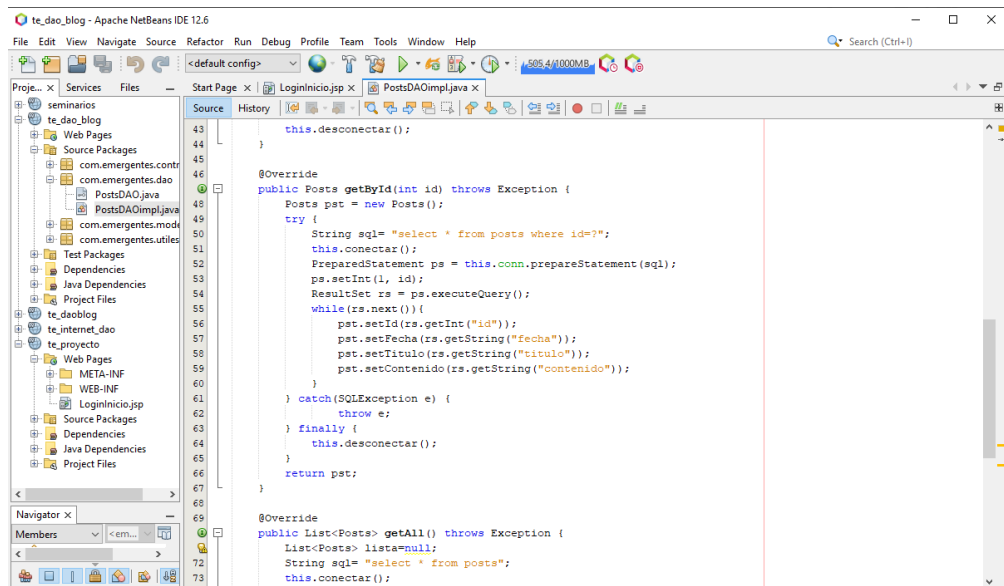 te_dao_blog - Apache NetBeans IDE 12.6
File Edit View Navigate Source Refactor Run Debug Profile Team Tools Window Help
Search (Ctrl+I)
<default config>
505,4/1000MB
Proje... × Services Files
Start Page × LoginInicio.jsp × PostsDAOimpl.java ×
Source History
seminarios
te_dao_blog
Web Pages
Source Packages
com.emergentes.contr
com.emergentes.dao
PostsDAO.java
PostsDAOimpl.java
com.emergentes.mode
com.emergentes.utiles
Test Packages
Dependencies
Java Dependencies
Project Files
te_daoblog
te_internet_dao
te_proyecto
Web Pages
META-INF
WEB-INF
LoginInicio.jsp
Source Packages
Dependencies
Java Dependencies
Project Files
Navigator ×
Members <em...
43 this.desconectar();
44 }
45
46 @Override
public Posts getById(int id) throws Exception {
48 Posts pst = new Posts();
49 try {
50 String sql= "select * from posts where id=?";
51 this.conectar();
52 PreparedStatement ps = this.conn.prepareStatement(sql);
53 ps.setInt(1, id);
54 ResultSet rs = ps.executeQuery();
55 while(rs.next()){
56 pst.setId(rs.getInt("id"));
57 pst.setFecha(rs.getString("fecha"));
58 pst.setTitulo(rs.getString("titulo"));
59 pst.setContenido(rs.getString("contenido"));
60 }
61 } catch(SQLException e) {
62 throw e;
63 } finally {
64 this.desconectar();
65 }
66 return pst;
67 }
68
69 @Override
public List<Posts> getAll() throws Exception {
List<Posts> lista=null;
72 String sql= "select * from posts";
73 this.conectar();